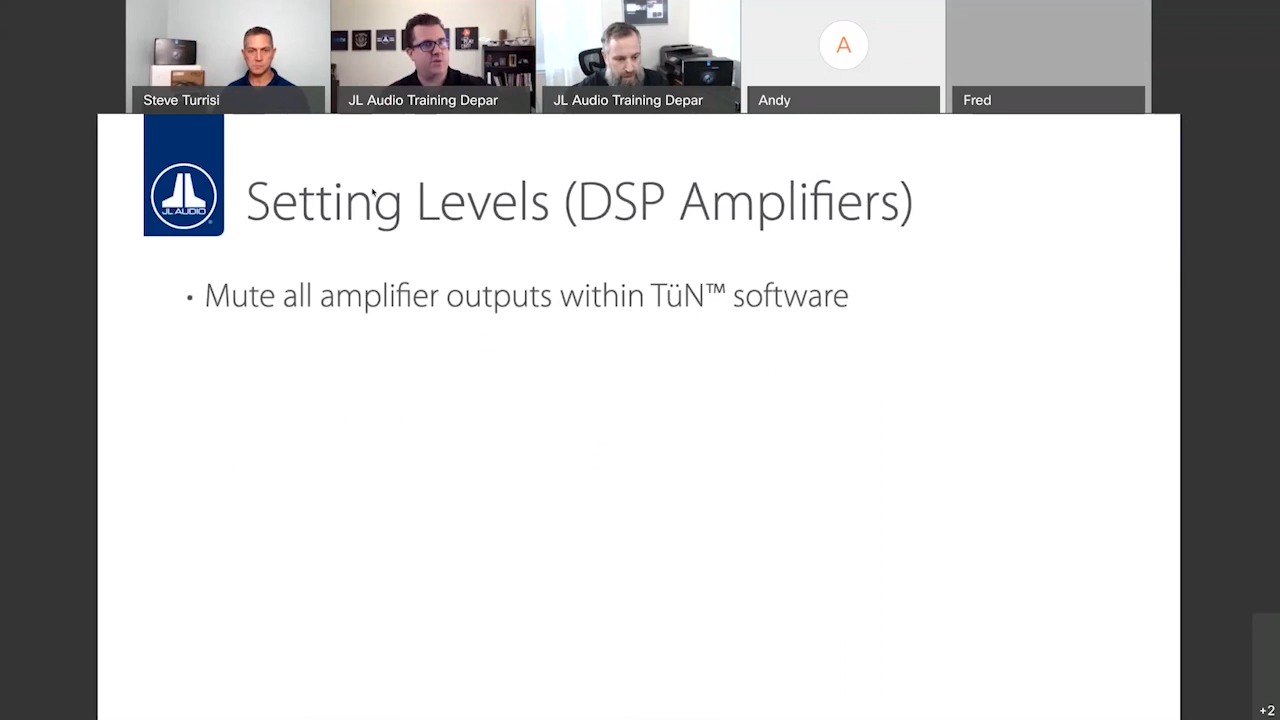 Steve Turrisi
JL Audio Training Depar
JL Audio Training Depar
A
Andy
Fred
JL AUDIO
®
Setting Levels (DSP Amplifiers)
• Mute all amplifier outputs within TüN™ software
+2